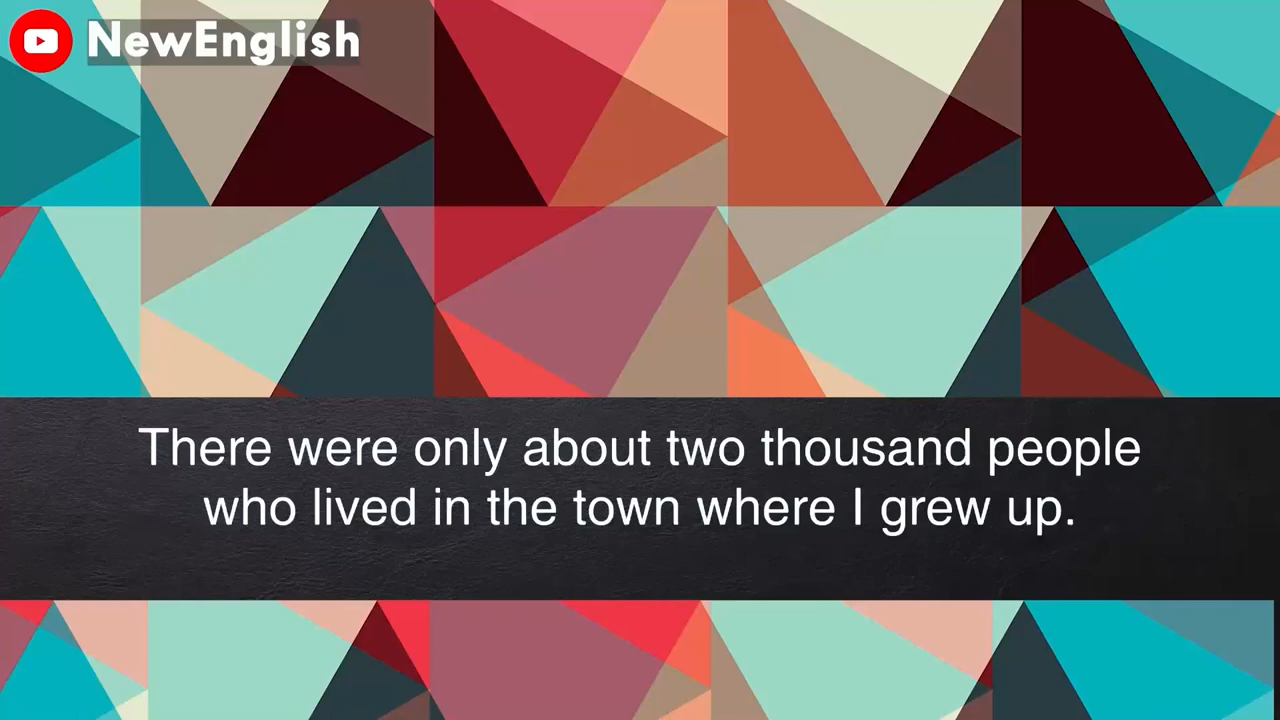 NewEnglish
There were only about two thousand people
who lived in the town where I grew up.